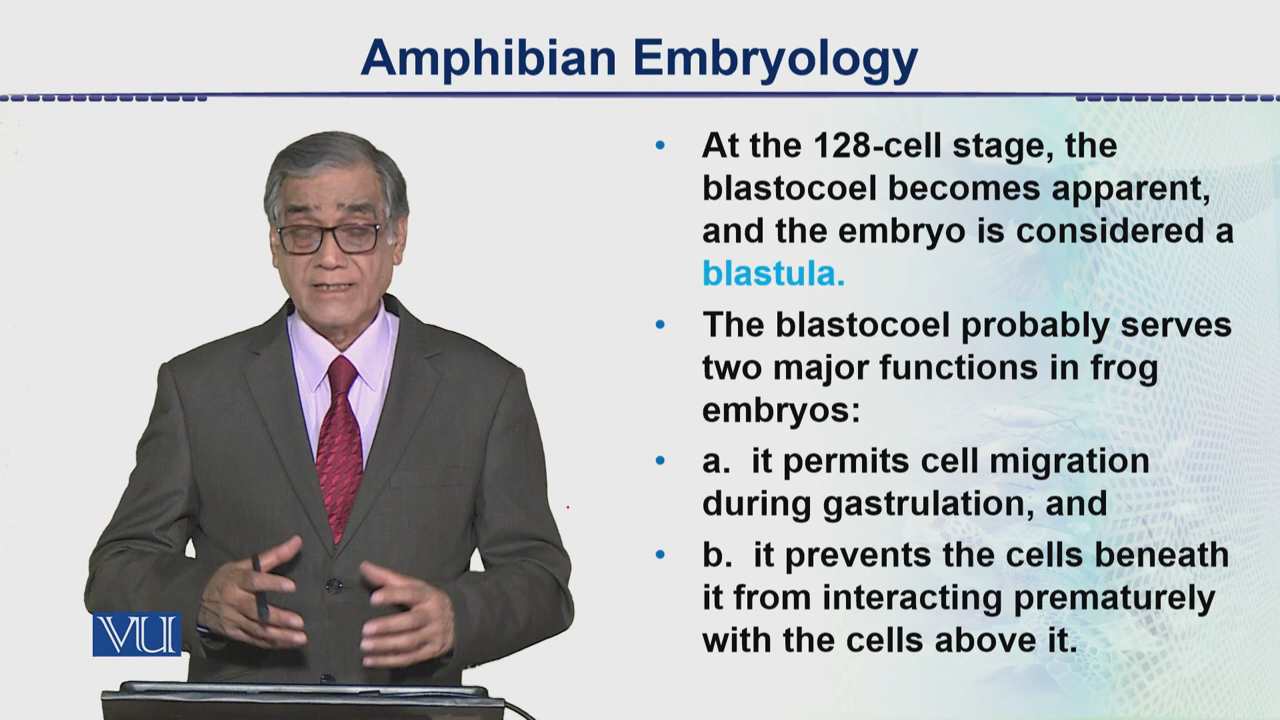 Amphibian Embryology
• At the 128-cell stage, the
blastocoel becomes apparent,
and the embryo is considered a
blastula.
• The blastocoel probably serves
two major functions in frog
embryos:
• a. it permits cell migration
during gastrulation, and
• b. it prevents the cells beneath
it from interacting prematurely
with the cells above it.
VU